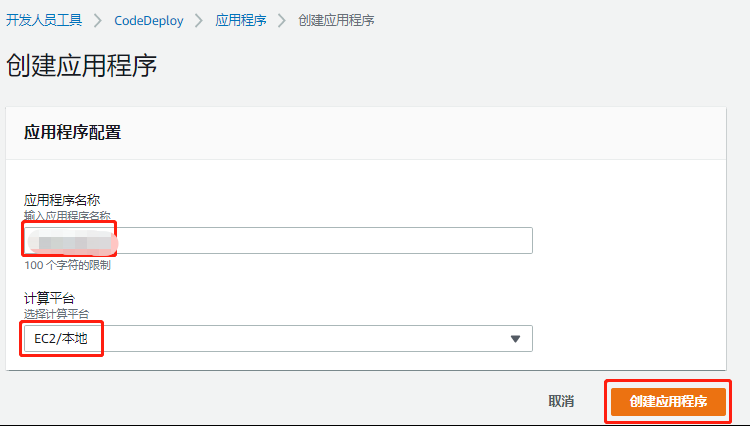 开发人员工具 > CodeDeploy > 应用程序 > 创建应用程序
创建应用程序
应用程序配置
应用程序名称
输入应用程序名称
100 个字符的限制
计算平台
选择计算平台
EC2/本地
取消 创建应用程序